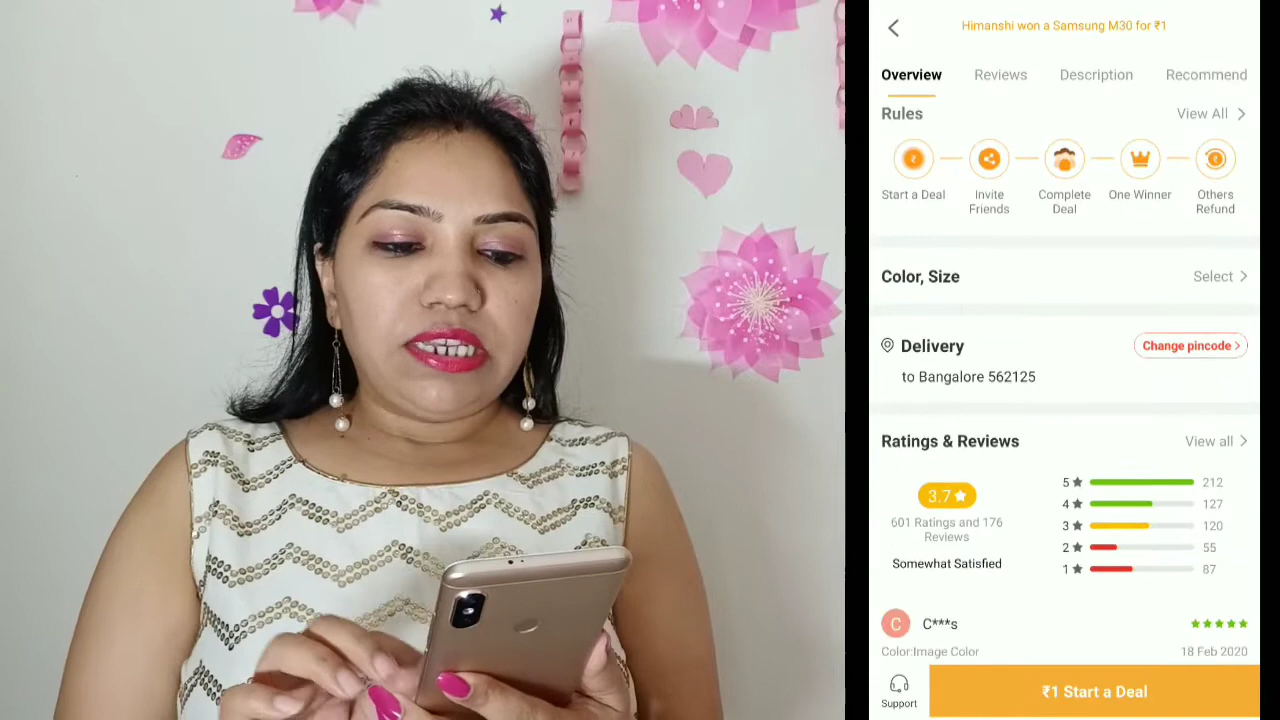 Himanshi won a Samsung M30 for ₹1
Overview Reviews Description Recommend
Rules View All
Start a Deal Invite Friends Complete Deal One Winner Others Refund
Color, Size Select
Delivery Change pincode
to Bangalore 562125
Ratings & Reviews View all
3.7
601 Ratings and 176
Reviews
Somewhat Satisfied
5 212
4 127
3 120
2 55
1 87
C C***s
Color:Image Color 18 Feb 2020
Support ₹1 Start a Deal